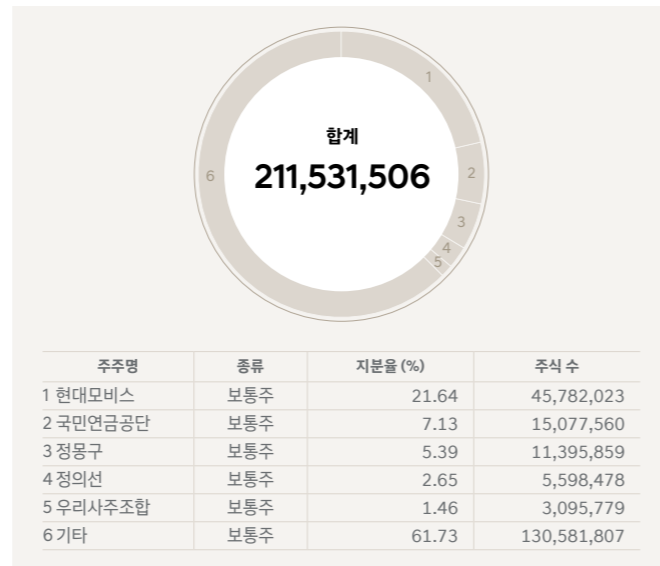 1
합계
211,531,506
6
2
3
4
5
주주명 종류 지분율 (%) 주식 수
1 현대모비스 보통주 21.64 45,782,023
2 국민연금공단 보통주 7.13 15,077,560
3 정몽구 보통주 5.39 11,395,859
4 정의선 보통주 2.65 5,598,478
5 우리사주조합 보통주 1.46 3,095,779
6 기타 보통주 61.73 130,581,807